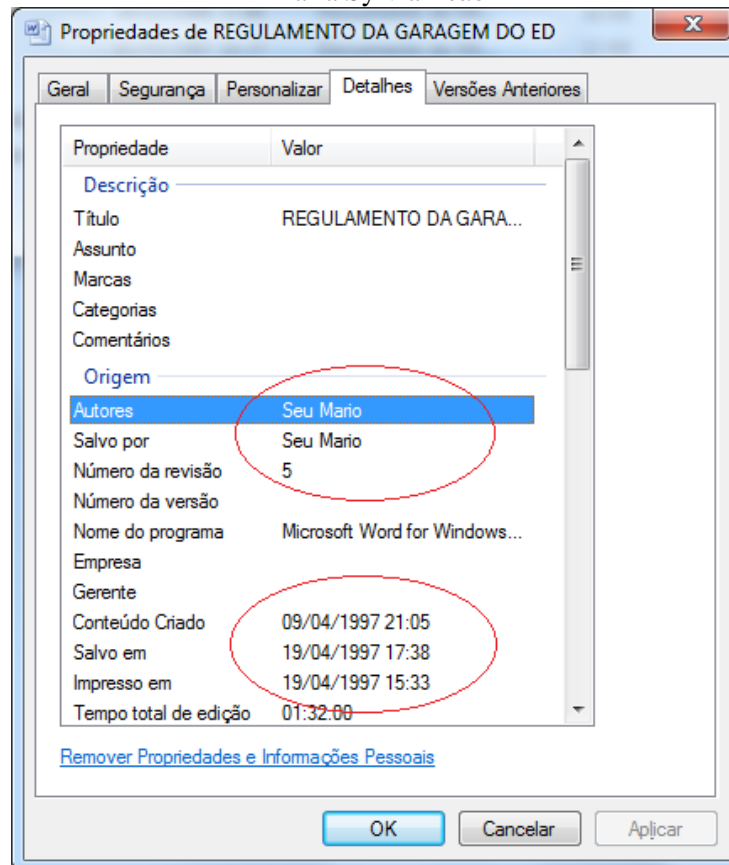 Propriedades de REGULAMENTO DA GARAGEM DO ED
Geral Segurança Personalizar Detalhes Versões Anteriores
Propriedade Valor
Descrição
Título REGULAMENTO DA GARA...
Assunto
Marcas
Categorias
Comentários
Origem
Autores Seu Mario
Salvo por Seu Mario
Número da revisão 5
Número da versão
Nome do programa Microsoft Word for Windows...
Empresa
Gerente
Conteúdo Criado 09/04/1997 21:05
Salvo em 19/04/1997 17:38
Impresso em 19/04/1997 15:33
Tempo total de edição 01:32:00
Remover Propriedades e Informações Pessoais
OK Cancelar Aplicar